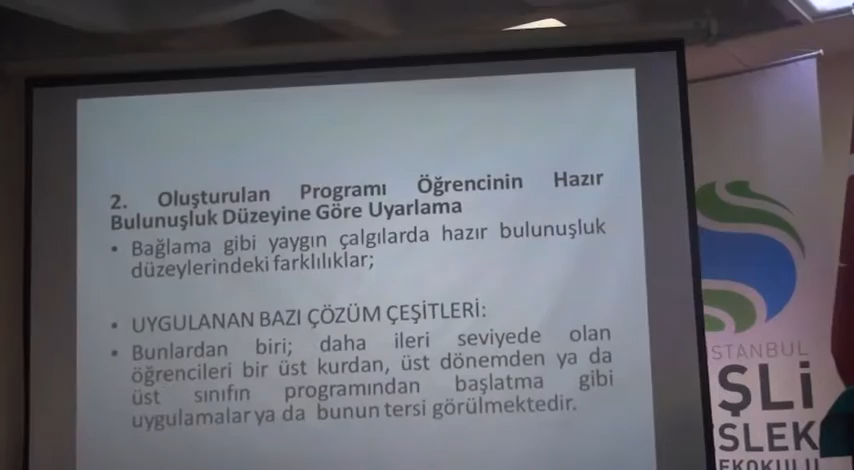 2. Oluşturulan Programı Öğrencinin Hazır
Bulunuşluk Düzeyine Göre Uyarlama
• Bağlama gibi yaygın çalgılarda hazır bulunuşluk
düzeylerindeki farklılıklar;
• UYGULANAN BAZI ÇÖZÜM ÇEŞİTLERİ:
• Bunlardan biri; daha ileri seviyede olan
öğrencileri bir üst kurdan, üst dönemden ya da
üst sınıfın programından başlatma gibi
uygulamalar ya da bunun tersi görülmektedir.
STANBUL
ŞLİ
SLEK
EKOKULU